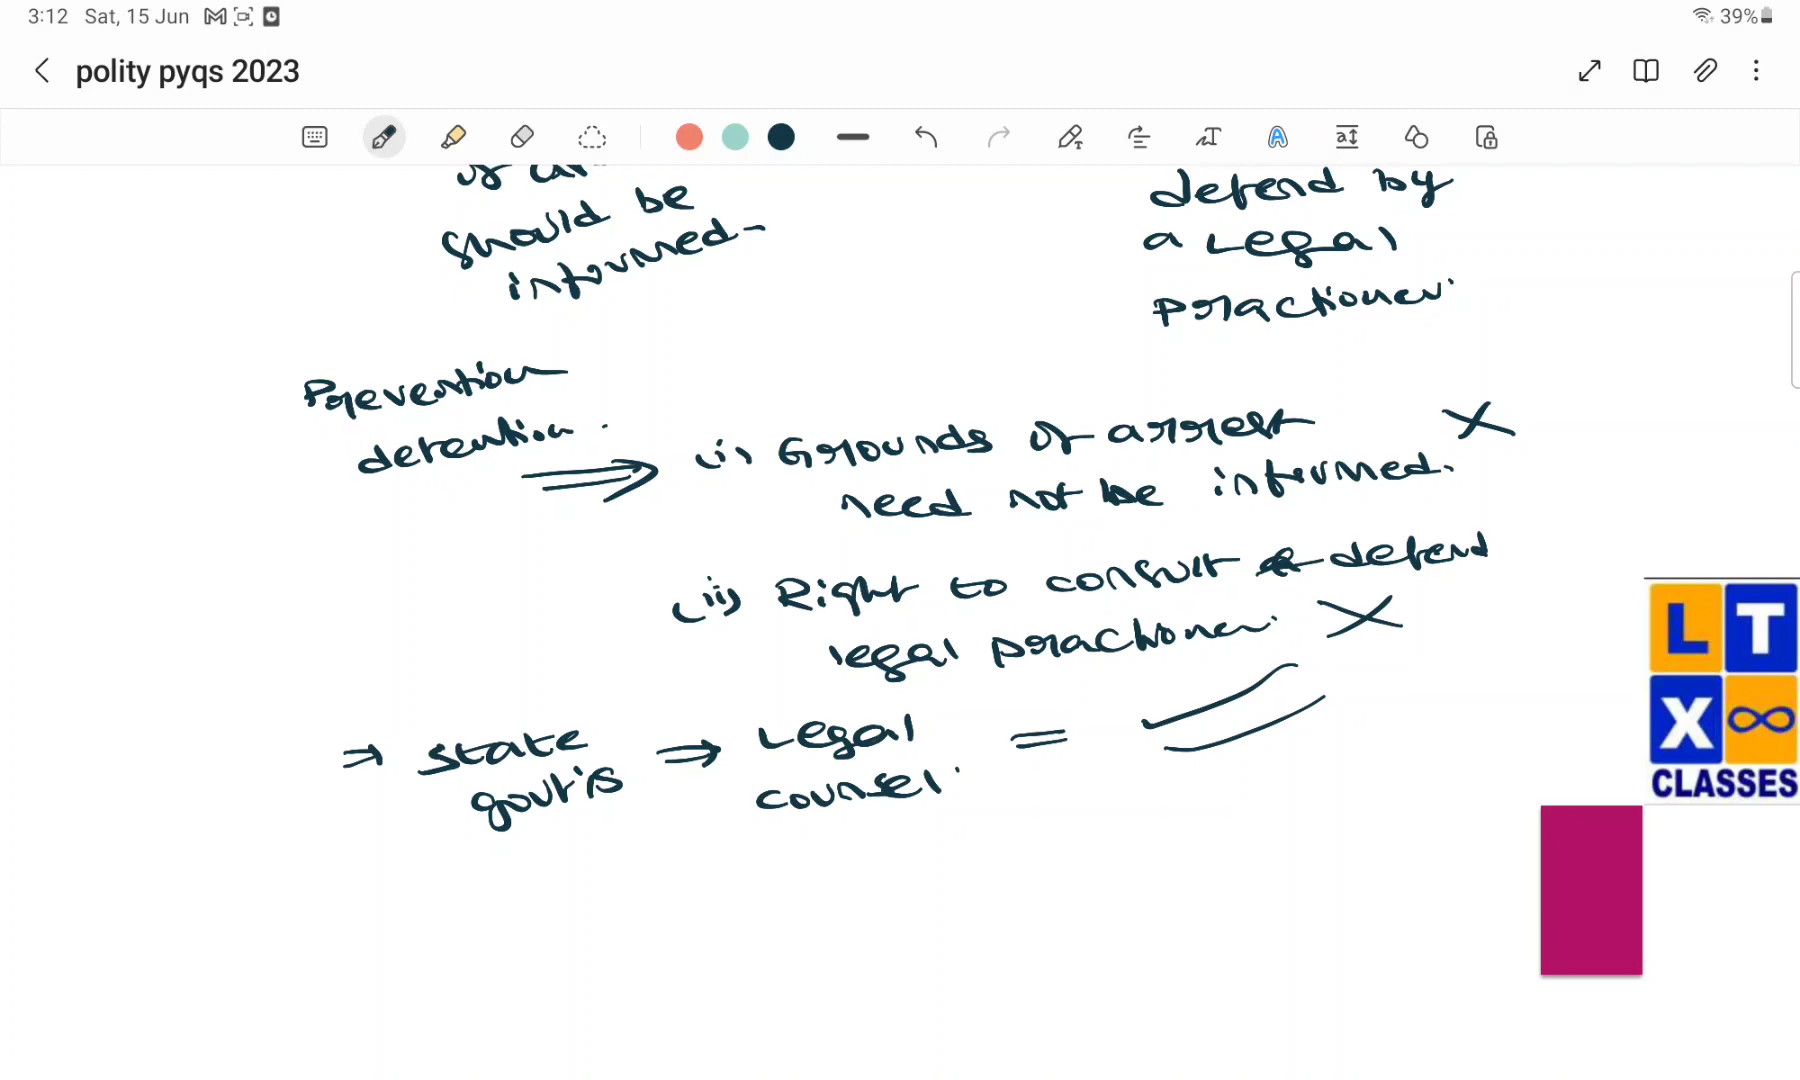 3:12 Sat, 15 Jun
39%
polity pyqs 2023
should be
informed-
defend by
a Legal
practioner.
Prevention
detention.
(i) Grounds of arrest X
need not be informed.
(ii) Right to consult & defend
legal practioner. X
⇒ state ⇒ Legal =
govt's counsel.
L T
X ∞
CLASSES